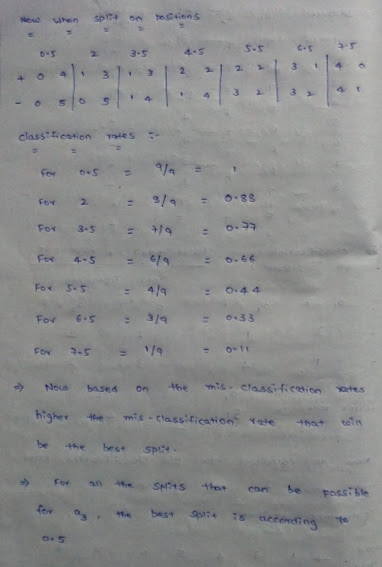 Now when split on positions
0.5 2 3.5 4.5 5.5 6.5 7.5
+ 0 4 | 1 3 | 1 3 | 2 2 | 2 2 | 3 1 | 4 0
- 0 5 | 0 5 | 1 4 | 1 4 | 3 2 | 3 2 | 4 1
classification rates :-
For 0.5 = 9/9 = 1
For 2 = 8/9 = 0.88
For 3.5 = 7/9 = 0.77
For 4.5 = 6/9 = 0.66
For 5.5 = 4/9 = 0.44
For 6.5 = 3/9 = 0.33
For 7.5 = 1/9 = 0.11
⇒ Now based on the mis-classification rates
higher the mis-classification rate that win
be the best split.
⇒ For all the splits that can be possible
for a3, the best split is according to
0.5